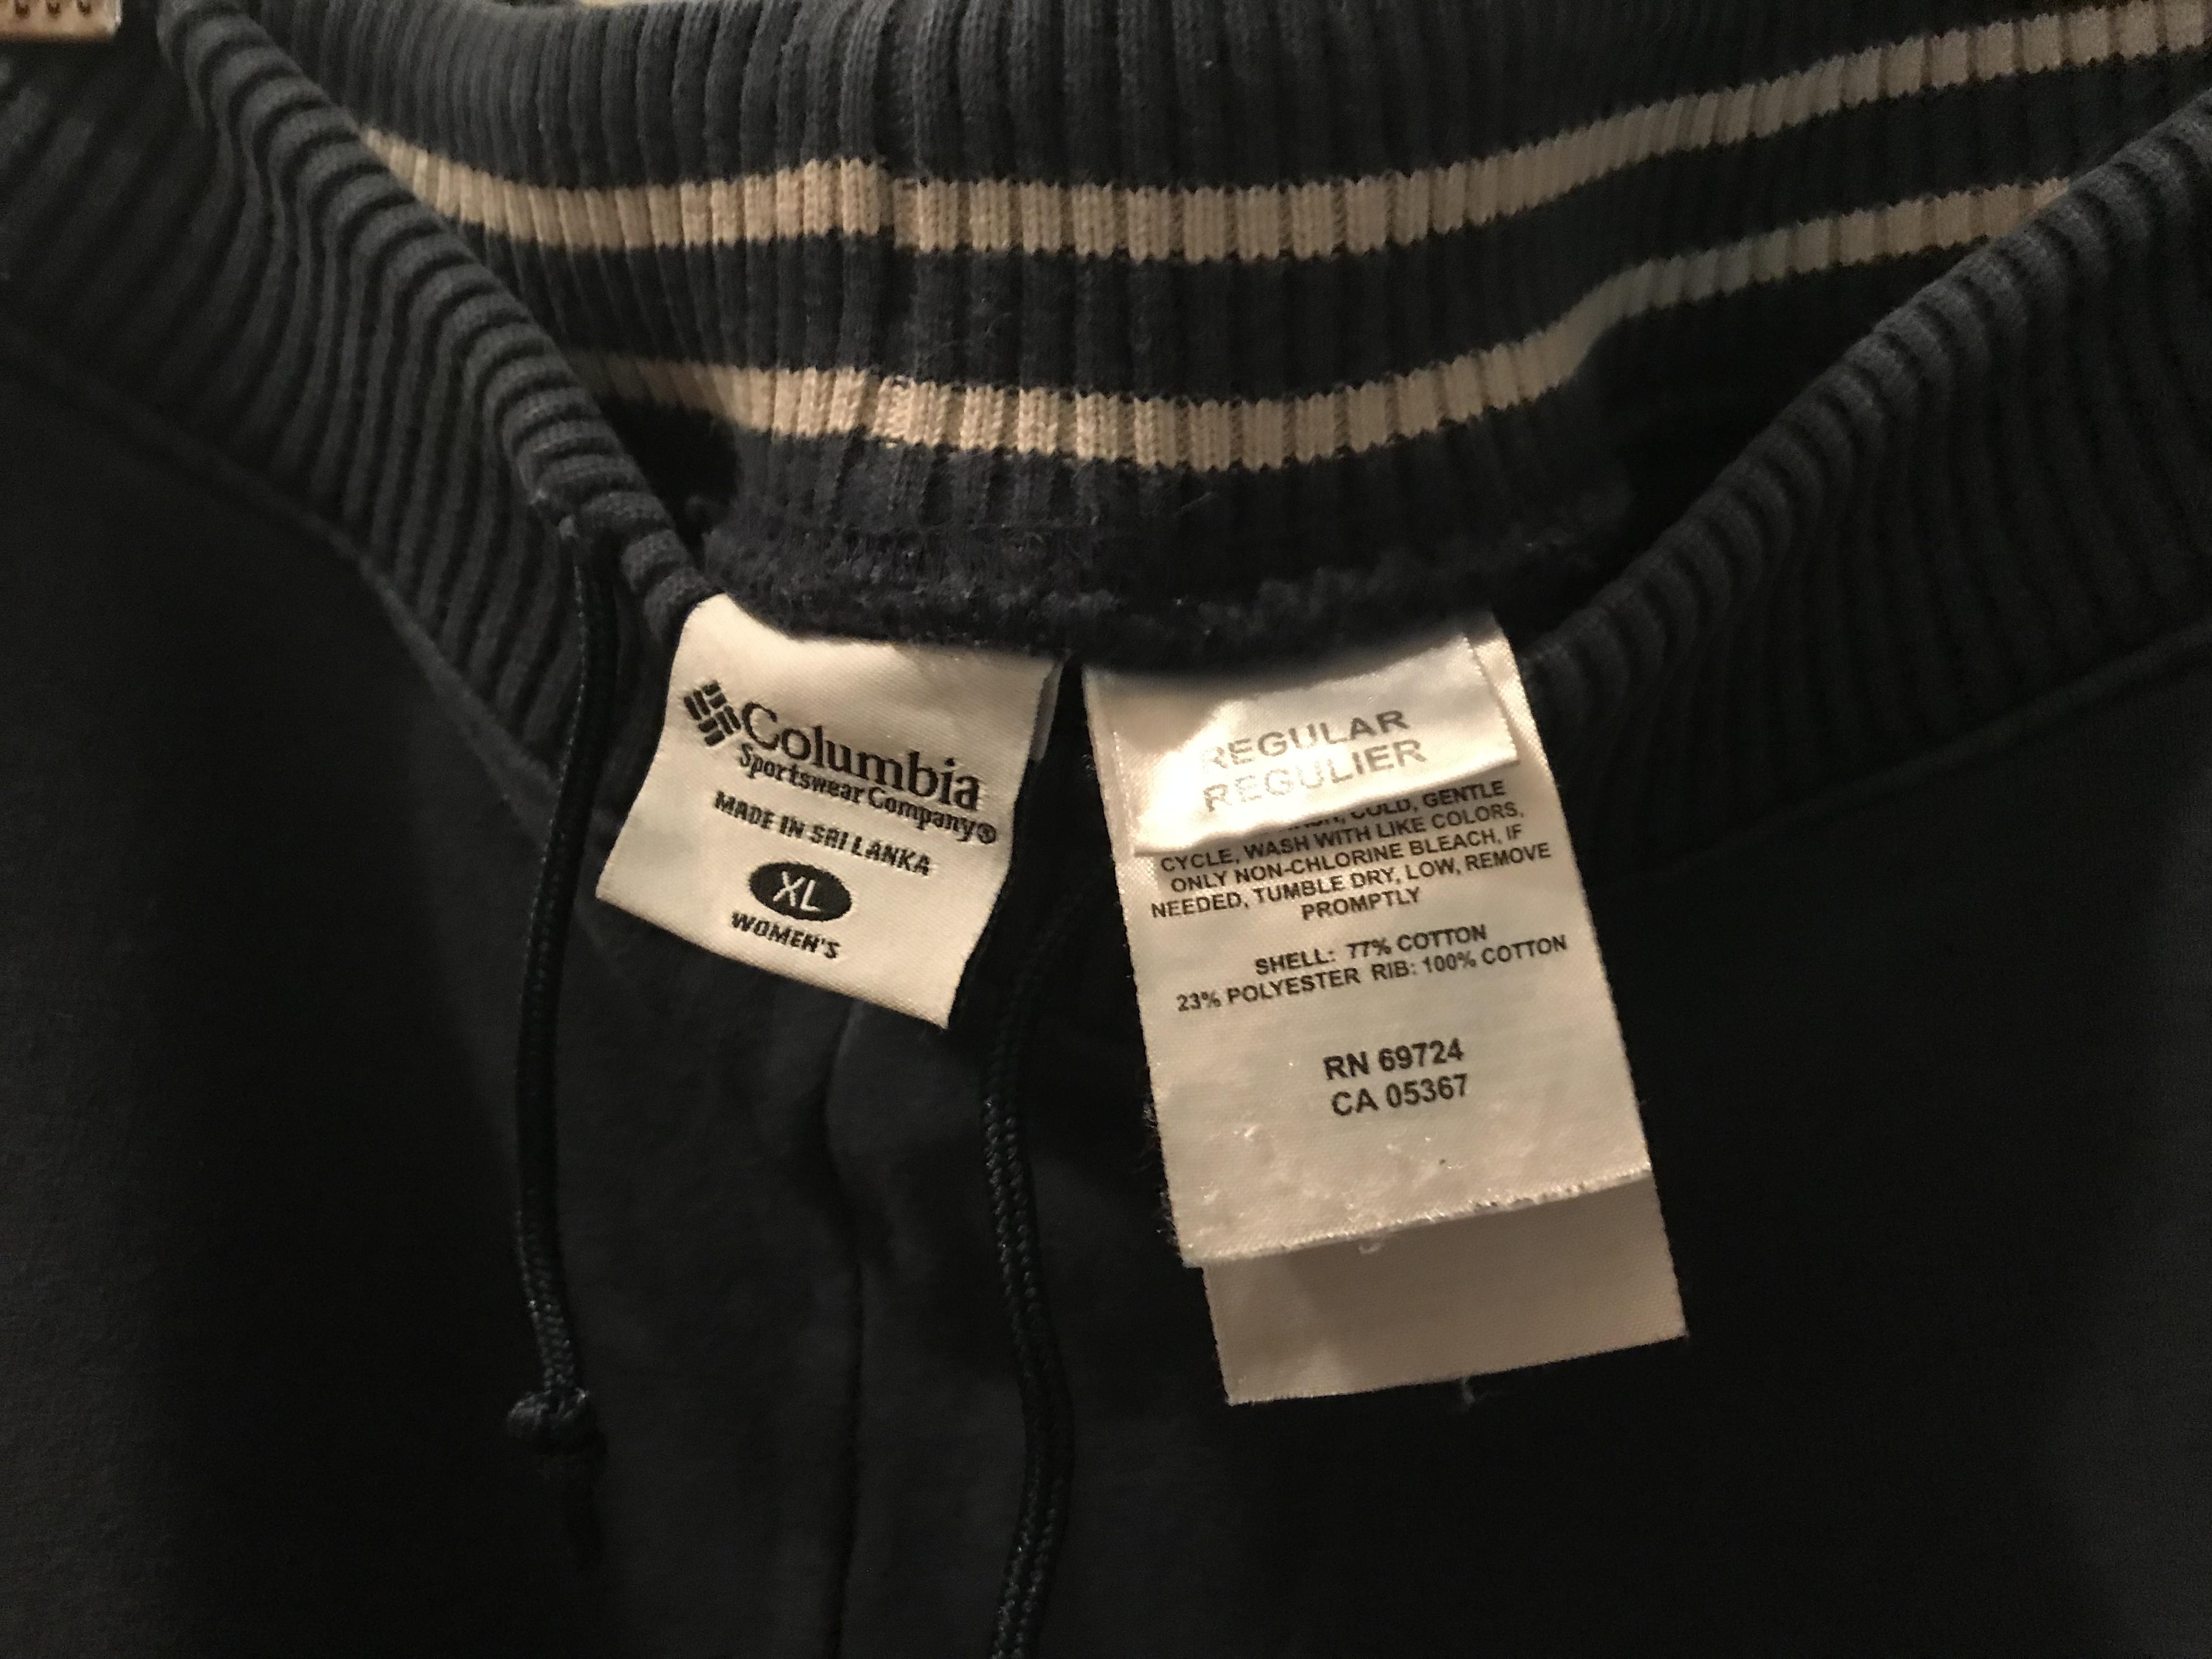 Columbia
Sportswear Company®
MADE IN SRI LANKA
XL
WOMEN'S
REGULAR
REGULIER
COLD, GENTLE
CYCLE, WASH WITH LIKE COLORS,
ONLY NON-CHLORINE BLEACH, IF
NEEDED, TUMBLE DRY, LOW, REMOVE
PROMPTLY
SHELL: 77% COTTON
23% POLYESTER RIB: 100% COTTON
RN 69724
CA 05367